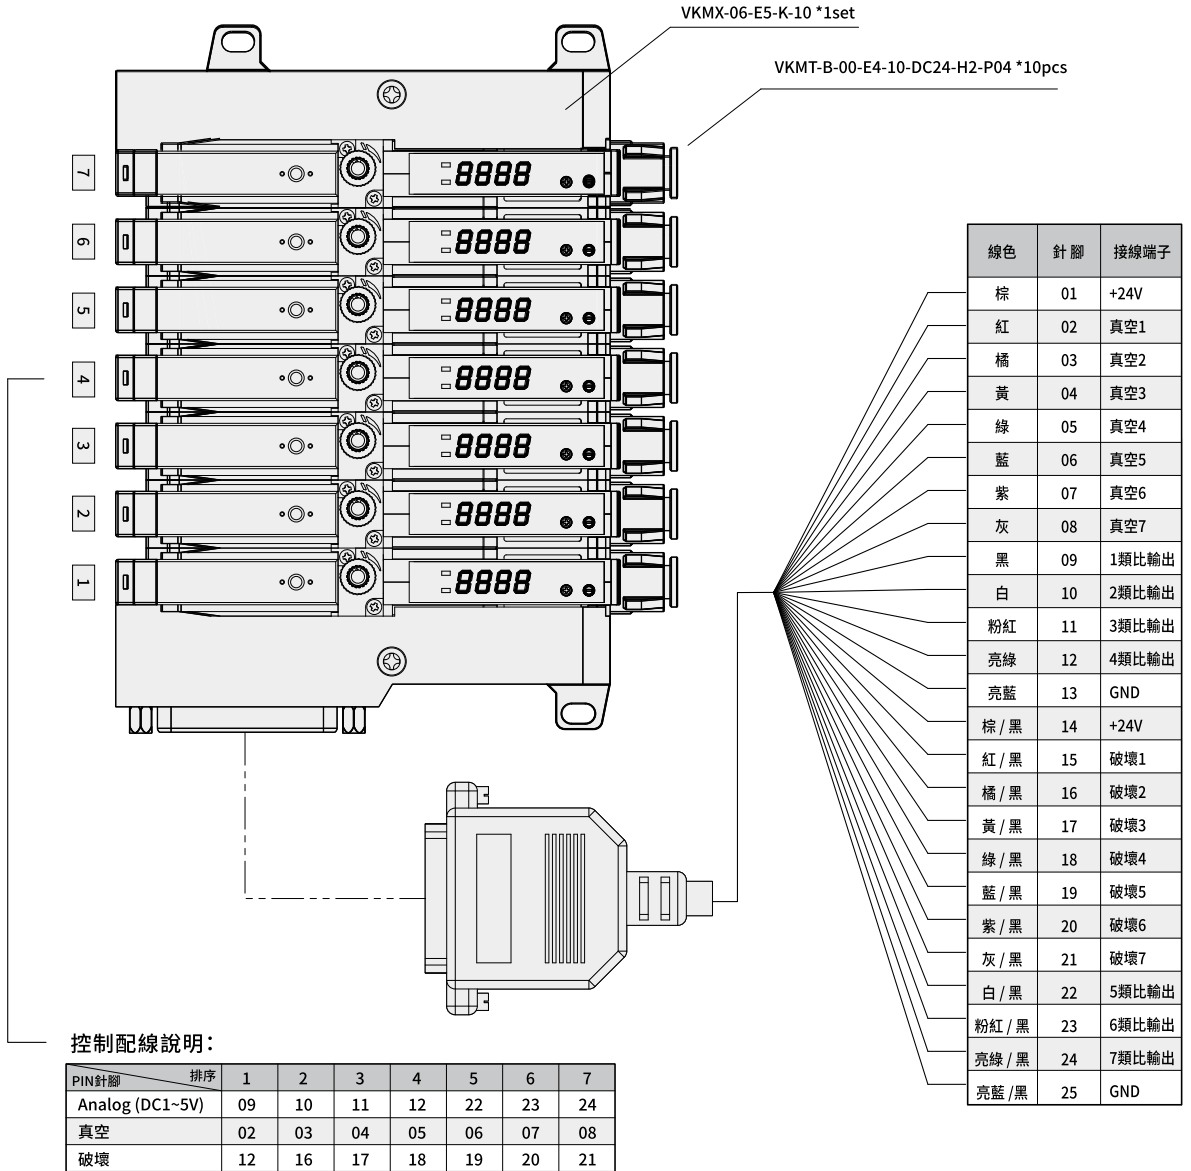 VKMX-06-E5-K-10 *1set
VKMT-B-00-E4-10-DC24-H2-P04 *10pcs
7 8888
6 8888
5 8888
4 8888
3 8888
2 8888
1 8888
線色 針 腳 接線端子
棕 01 +24V
紅 02 真空1
橘 03 真空2
黃 04 真空3
綠 05 真空4
藍 06 真空5
紫 07 真空6
灰 08 真空7
黑 09 1類比輸出
白 10 2類比輸出
粉紅 11 3類比輸出
亮綠 12 4類比輸出
亮藍 13 GND
棕 / 黑 14 +24V
紅 / 黑 15 破壞1
橘 / 黑 16 破壞2
黃 / 黑 17 破壞3
綠 / 黑 18 破壞4
藍 / 黑 19 破壞5
紫 / 黑 20 破壞6
灰 / 黑 21 破壞7
白 / 黑 22 5類比輸出
粉紅 / 黑 23 6類比輸出
亮綠 / 黑 24 7類比輸出
亮藍 /黑 25 GND
控制配線說明：
PIN針腳 排序 1 2 3 4 5 6 7
Analog (DC1~5V) 09 10 11 12 22 23 24
真空 02 03 04 05 06 07 08
破壞 12 16 17 18 19 20 21